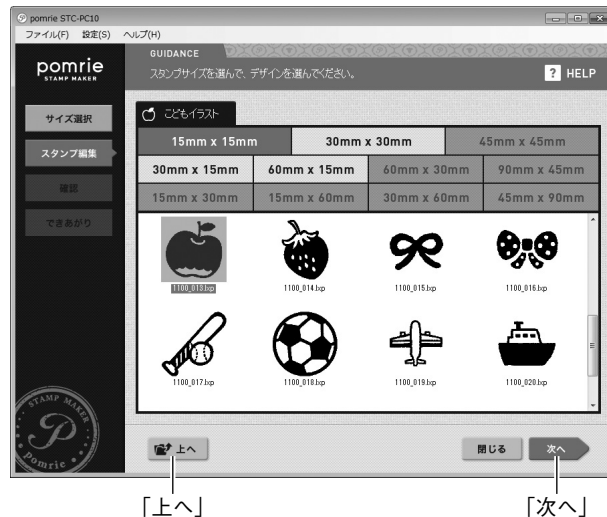 pomrie STC-PC10
ファイル(F) 設定(S) ヘルプ(H)
pomrie
STAMP MAKER
GUIDANCE
スタンプサイズを選んで、デザインを選んでください。
? HELP
サイズ選択
スタンプ編集
確認
できあがり
こどもイラスト
15mm x 15mm 30mm x 30mm 45mm x 45mm
30mm x 15mm 60mm x 15mm 60mm x 30mm 90mm x 45mm
15mm x 30mm 15mm x 60mm 30mm x 60mm 45mm x 90mm
1100_013.lxp 1100_014.lxp 1100_015.lxp 1100_016.lxp
1100_017.lxp 1100_018.lxp 1100_019.lxp 1100_020.lxp
STAMP MAKER
P
Pomrie
上へ 閉じる 次へ
「上へ」 「次へ」